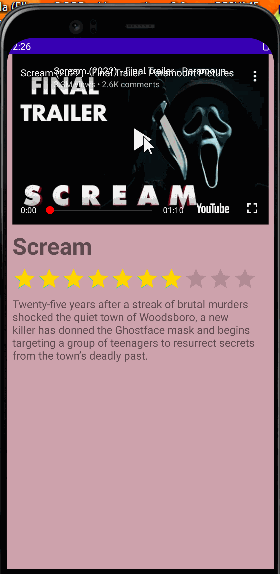 2:26
Scream (2022) - Final Trailer - Paramount Pictures
2.6K comments
FINAL
TRAILER
SCREAM
0:00
01:10
YouTube
Scream
Twenty-five years after a streak of brutal murders
shocked the quiet town of Woodsboro, a new
killer has donned the Ghostface mask and begins
targeting a group of teenagers to resurrect secrets
from the town's deadly past.